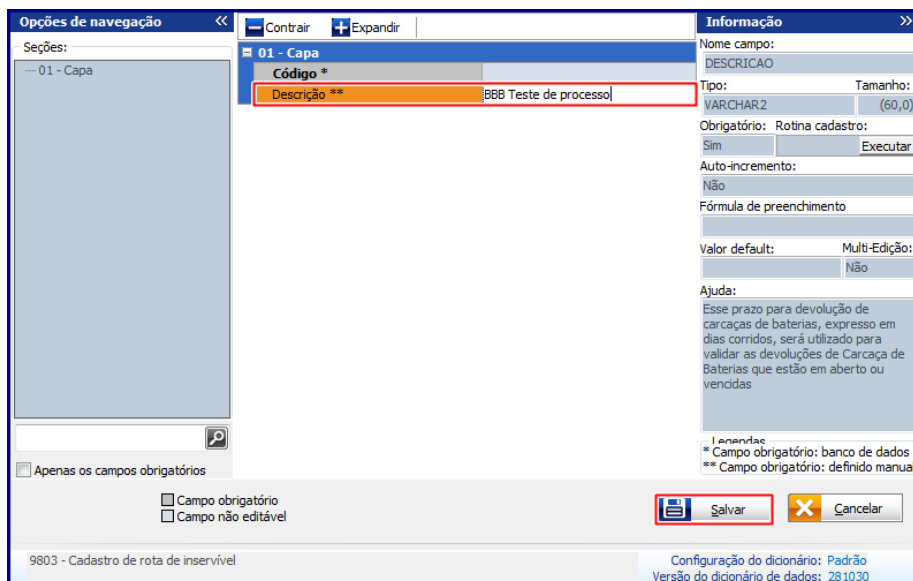 Opções de navegação «
Seções:
01 - Capa
Apenas os campos obrigatórios
Contrair Expandir
01 - Capa
Código *
Descrição ** BBB Teste de processo
Informação »
Nome campo:
DESCRICAO
Tipo: Tamanho:
VARCHAR2 (60,0)
Obrigatório: Rotina cadastro:
Sim Executar
Auto-incremento:
Não
Fórmula de preenchimento
Valor default: Multi-Edição:
Não
Ajuda:
Esse prazo para devolução de
carcaças de baterias, expresso em
dias corridos, será utilizado para
validar as devoluções de Carcaça de
Baterias que estão em aberto ou
vencidas
Legendas
* Campo obrigatório: banco de dados
** Campo obrigatório: definido manua
Campo obrigatório
Campo não editável
Salvar Cancelar
9803 - Cadastro de rota de inservível
Configuração do dicionário: Padrão
Versão do dicionário de dados: 281030